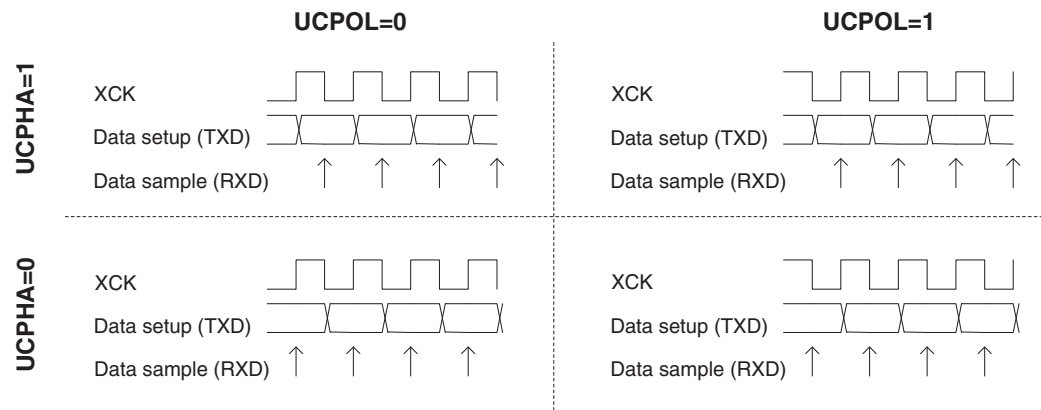 UCPOL=0
UCPOL=1
UCPHA=1
XCK
Data setup (TXD)
Data sample (RXD)
XCK
Data setup (TXD)
Data sample (RXD)
UCPHA=0
XCK
Data setup (TXD)
Data sample (RXD)
XCK
Data setup (TXD)
Data sample (RXD)